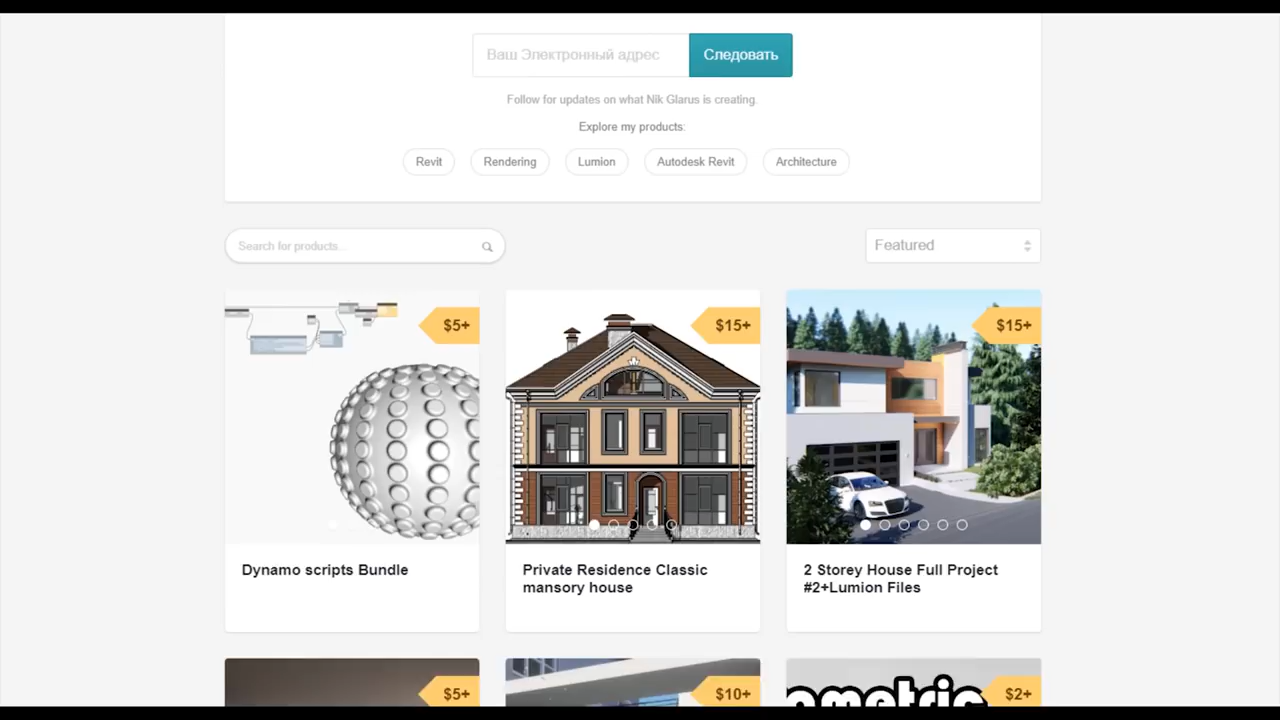 Ваш Электронный адрес
Следовать
Follow for updates on what Nik Glarus is creating.
Explore my products:
Revit
Rendering
Lumion
Autodesk Revit
Architecture
Search for products...
Featured
$5+
$15+
$15+
Dynamo scripts Bundle
Private Residence Classic
mansory house
2 Storey House Full Project
#2+Lumion Files
$5+
$10+
$2+